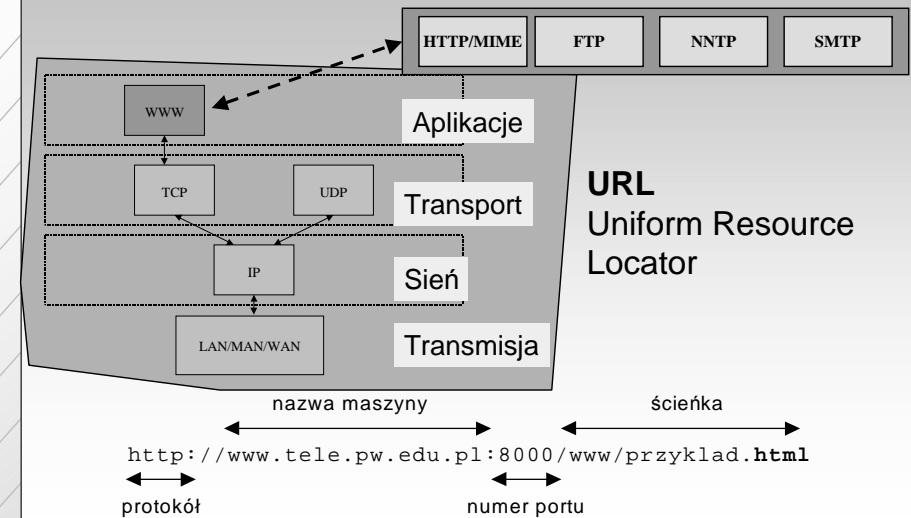 HTTP/MIME
FTP
NNTP
SMTP
WWW
Aplikacje
TCP
UDP
Transport
IP
Sień
LAN/MAN/WAN
Transmisja
URL
Uniform Resource
Locator
nazwa maszyny
ścieńka
http://www.tele.pw.edu.pl:8000/www/przyklad.html
protokół
numer portu